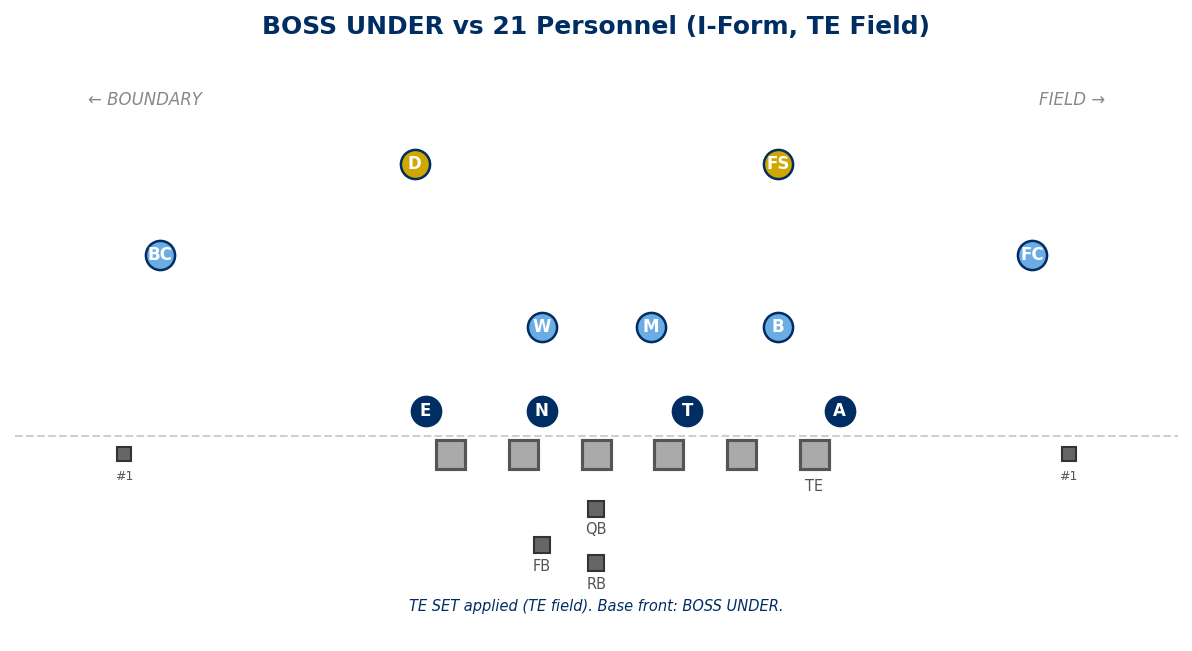 BOSS UNDER vs 21 Personnel (I-Form, TE Field)
← BOUNDARY
FIELD →
D
FS
BC
FC
W
M
B
E
N
T
A
#1
#1
TE
QB
FB
RB
TE SET applied (TE field). Base front: BOSS UNDER.